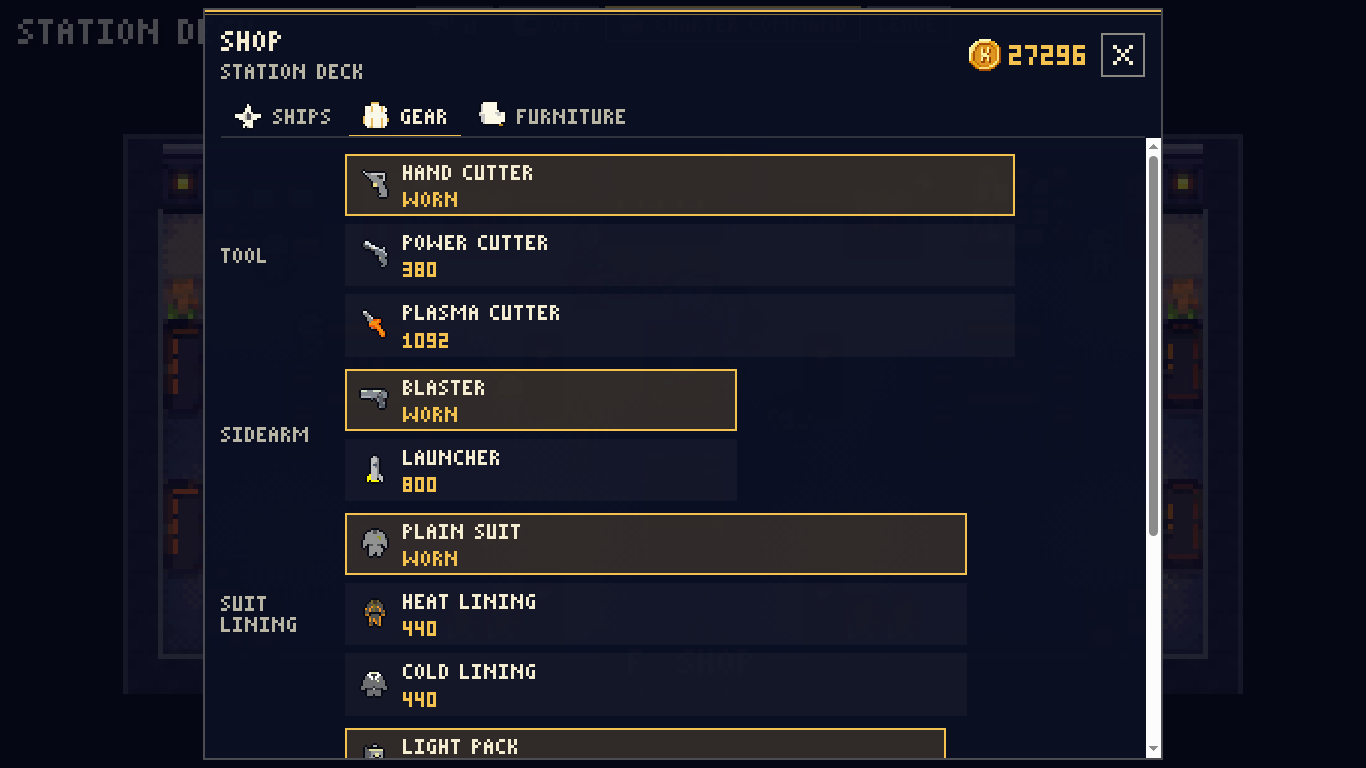 STATION DE
SHOP
STATION DECK
27296
SHIPS
GEAR
FURNITURE
TOOL
HAND CUTTER
WORN
POWER CUTTER
380
PLASMA CUTTER
1092
SIDEARM
BLASTER
WORN
LAUNCHER
800
SUIT
LINING
PLAIN SUIT
WORN
HEAT LINING
440
COLD LINING
440
LIGHT PACK